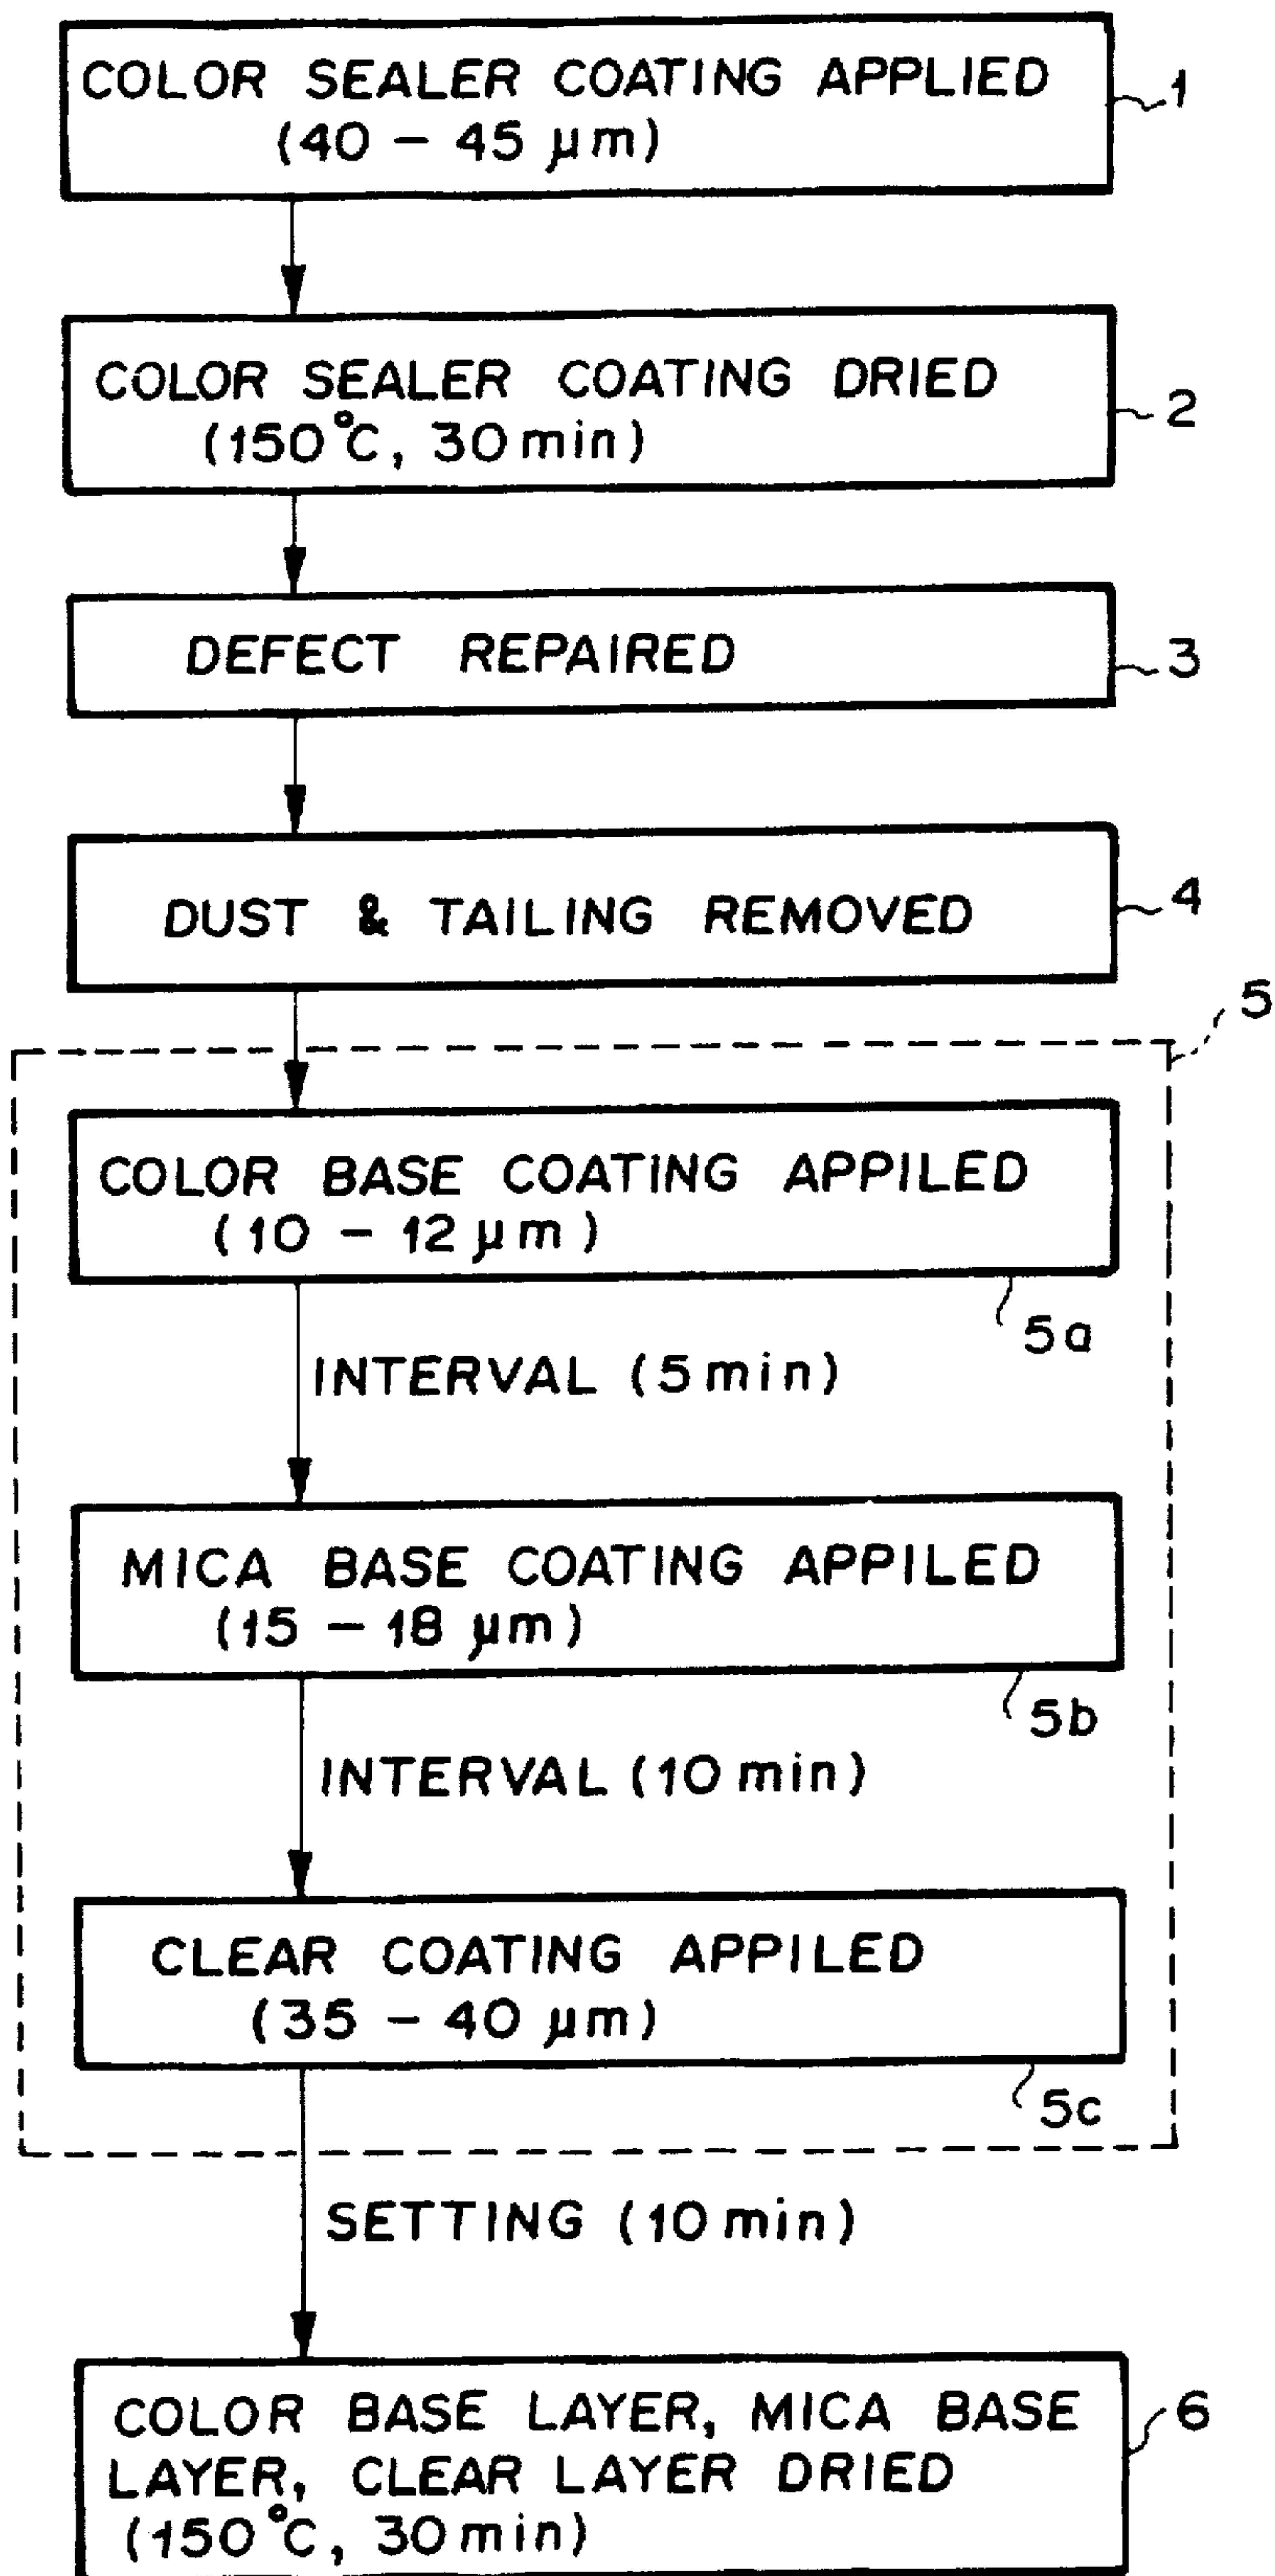 COLOR SEALER COATING APPLIED
(40 – 45 µm)
1
COLOR SEALER COATING DRIED
(150°C, 30 min)
2
DEFECT REPAIRED
3
DUST & TAILING REMOVED
4
5
COLOR BASE COATING APPILED
(10 – 12 µm)
5a
INTERVAL (5 min)
MICA BASE COATING APPILED
(15 – 18 µm)
5b
INTERVAL (10 min)
CLEAR COATING APPILED
(35 – 40 µm)
5c
SETTING (10 min)
COLOR BASE LAYER, MICA BASE
LAYER, CLEAR LAYER DRIED
(150°C, 30 min)
6